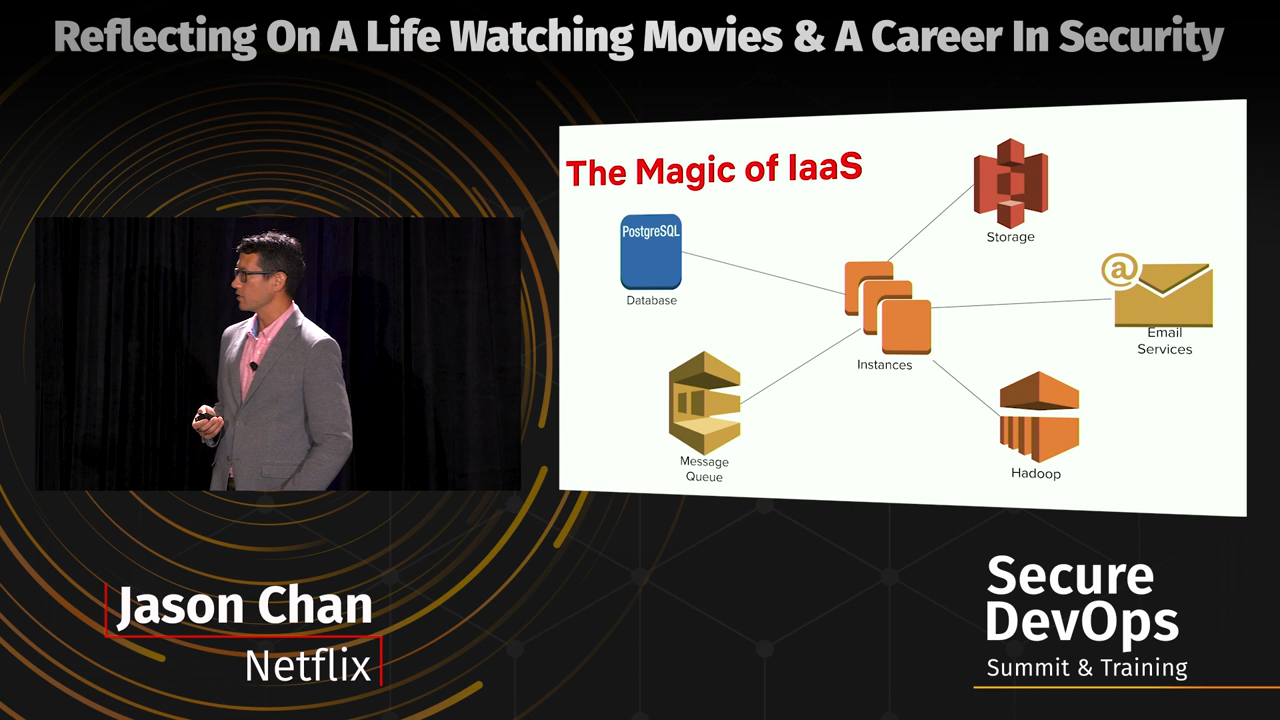 Reflecting On A Life Watching Movies & A Career In Security
The Magic of IaaS
PostgreSQL
Database
Storage
@
Email
Services
Instances
Message
Queue
Hadoop
Jason Chan
Netflix
Secure
DevOps
Summit & Training